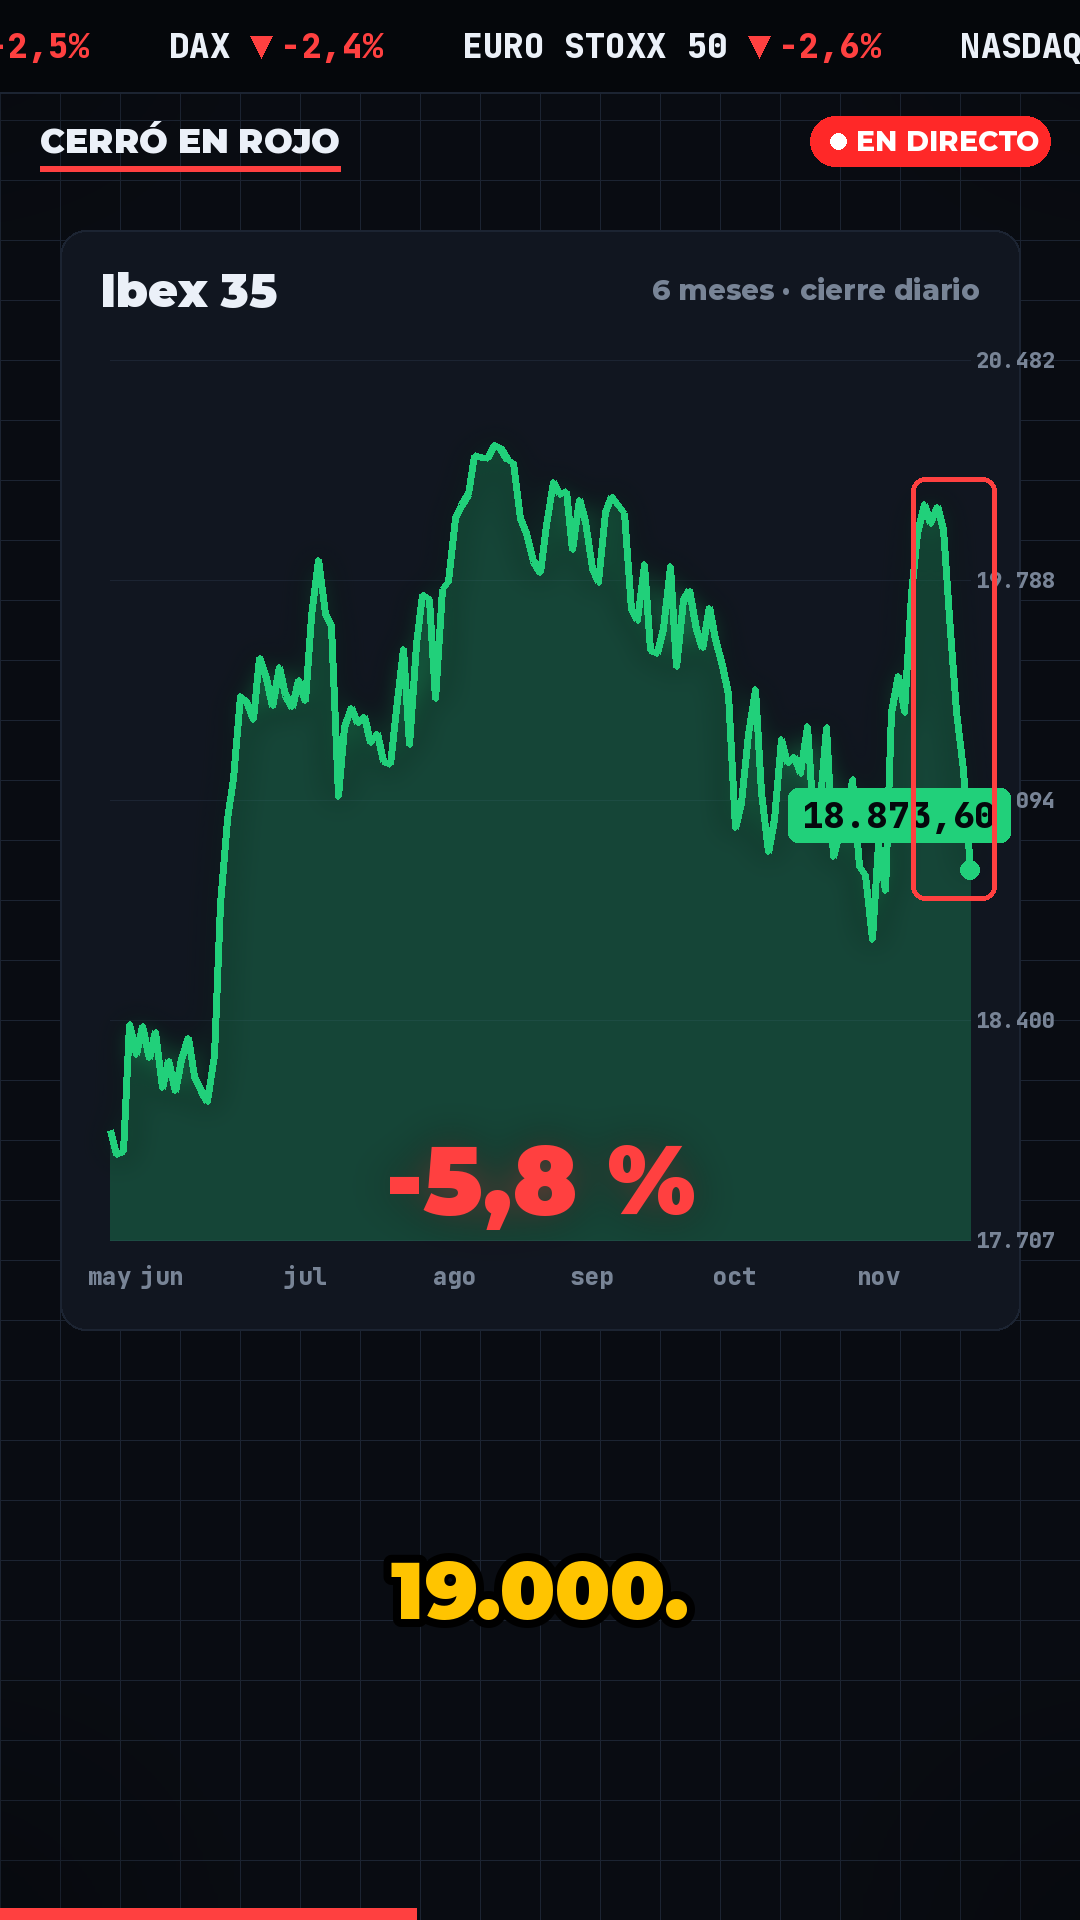 -2,5% DAX ▼ -2,4% EURO STOXX 50 ▼ -2,6% NASDAQ
CERRÓ EN ROJO
EN DIRECTO
Ibex 35
6 meses · cierre diario
20.482
19.788
18.873,60
094
18.400
-5,8 %
17.707
may jun jul ago sep oct nov
19.000.